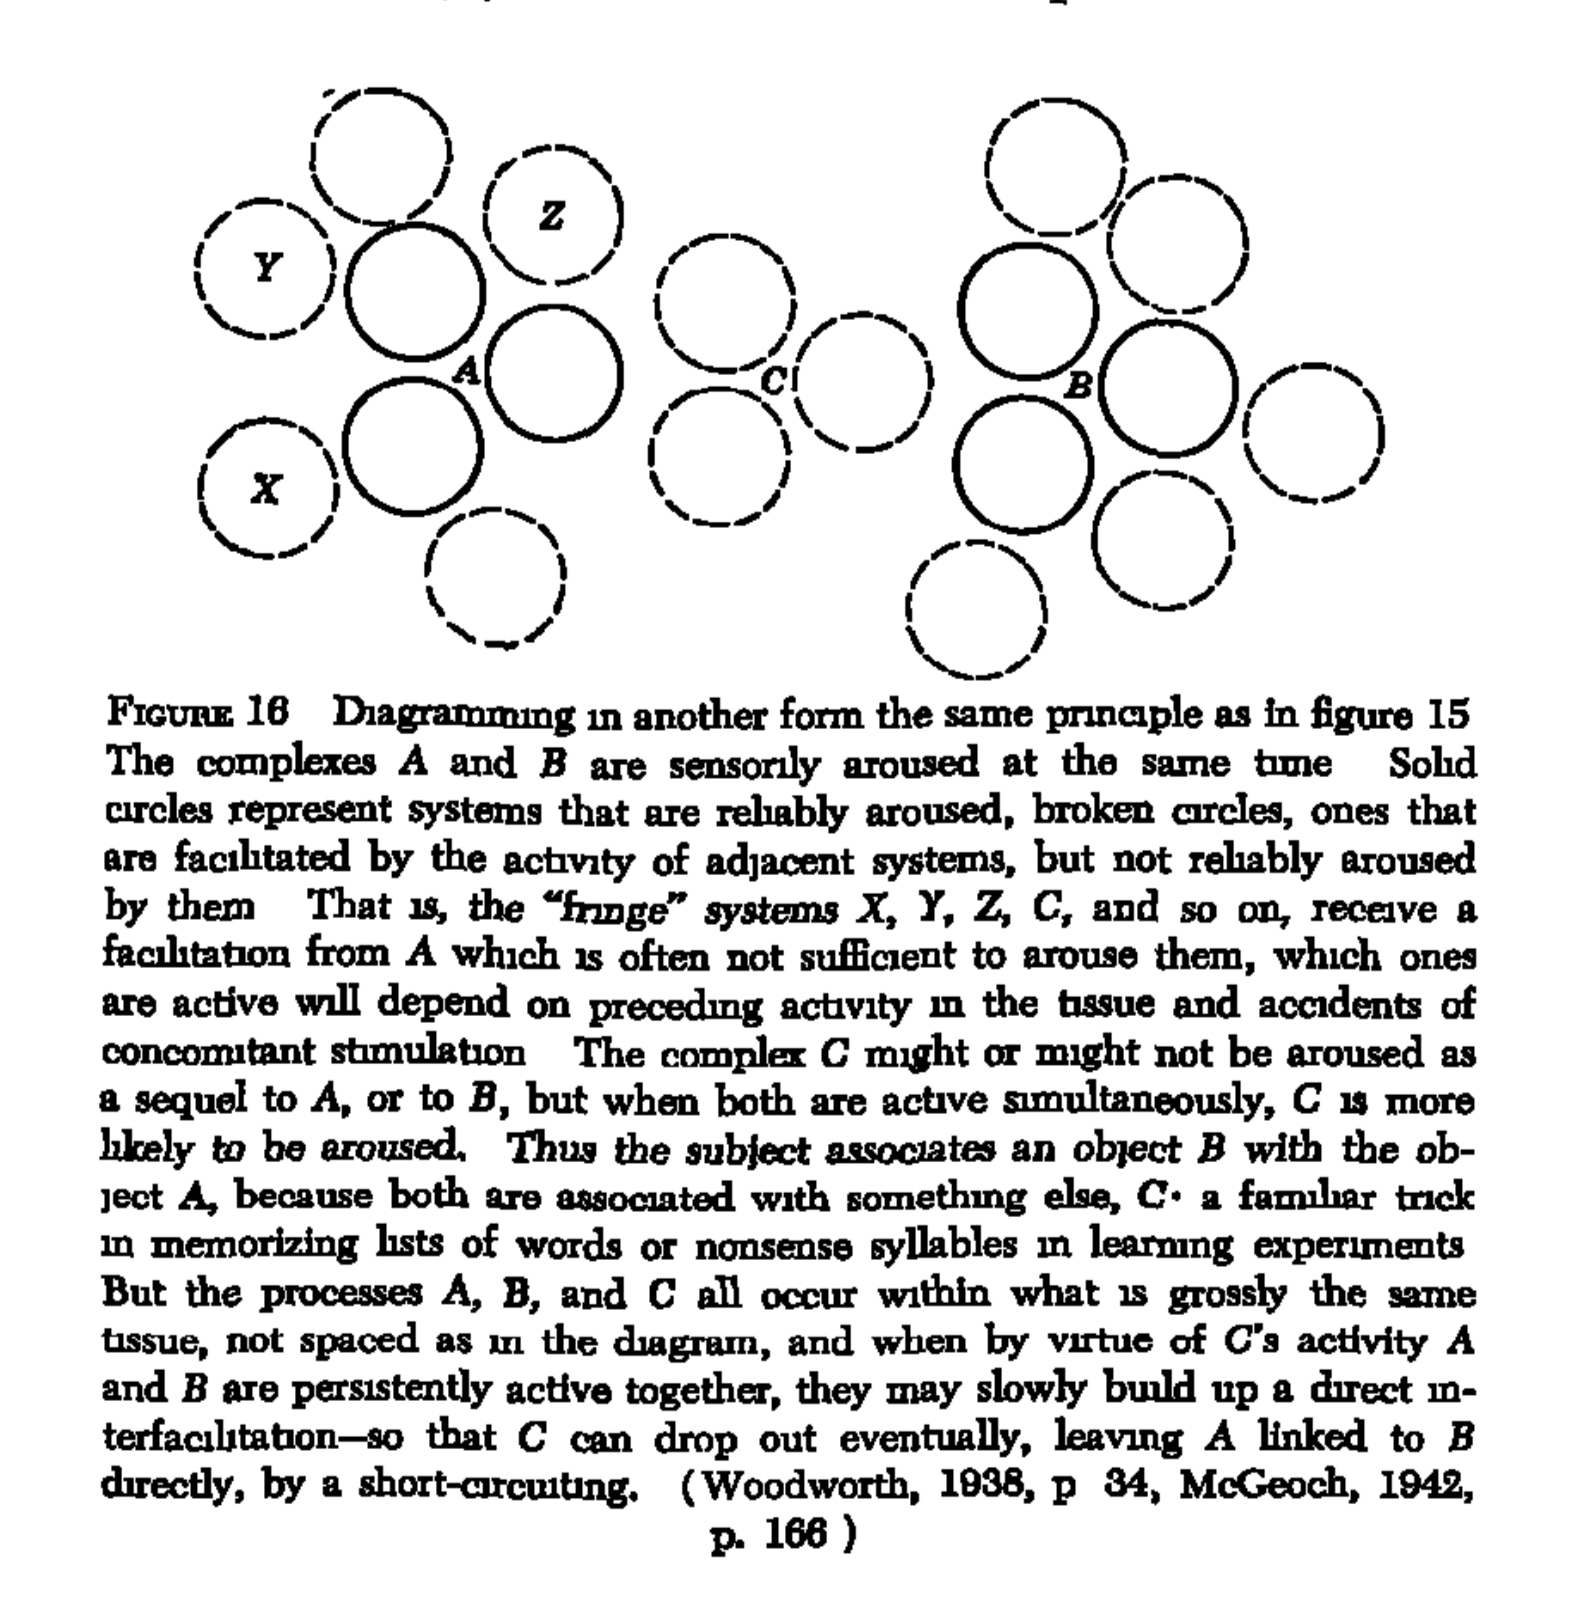 Z
Y
A
C
B
X
FIGURE 16 Diagramming in another form the same principle as in figure 15
The complexes A and B are sensorily aroused at the same time Solid
circles represent systems that are reliably aroused, broken circles, ones that
are facilitated by the activity of adjacent systems, but not reliably aroused
by them That is, the “fringe” systems X, Y, Z, C, and so on, receive a
facilitation from A which is often not sufficient to arouse them, which ones
are active will depend on preceding activity in the tissue and accidents of
concomitant stimulation The complex C might or might not be aroused as
a sequel to A, or to B, but when both are active simultaneously, C is more
likely to be aroused. Thus the subject associates an object B with the ob-
ject A, because both are associated with something else, C· a familiar trick
in memorizing lists of words or nonsense syllables in learning experiments
But the processes A, B, and C all occur within what is grossly the same
tissue, not spaced as in the diagram, and when by virtue of C's activity A
and B are persistently active together, they may slowly build up a direct in-
terfacilitation—so that C can drop out eventually, leaving A linked to B
directly, by a short-circuiting. (Woodworth, 1938, p 34, McGeoch, 1942,
p. 166 )